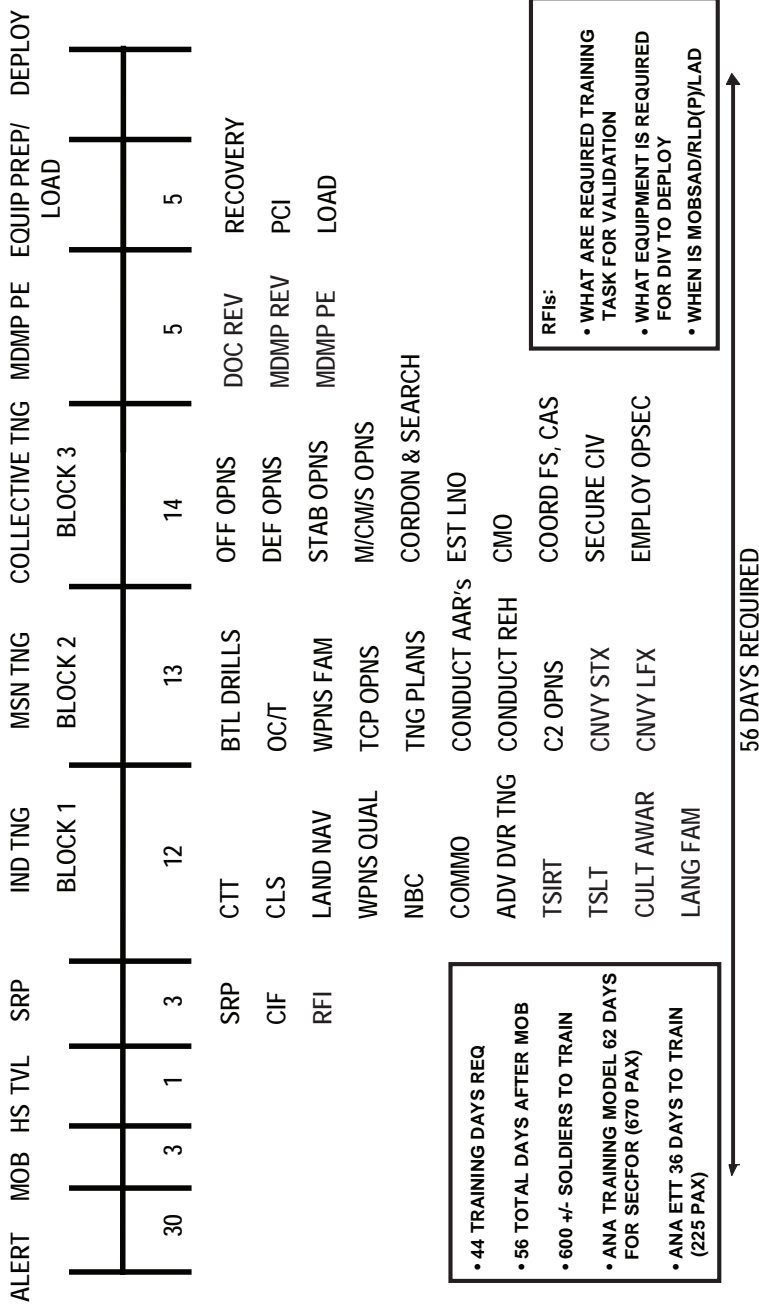 ALERT MOB HS TVL SRP IND TNG MSN TNG COLLECTIVE TNG MDMP PE EQUIP PREP/ DEPLOY
BLOCK 1 BLOCK 2 BLOCK 3 LOAD
30 3 1 3 12 13 14 5 5
SRP
CIF
RFI
CTT
CLS
LAND NAV
WPNS QUAL
NBC
COMMO
ADV DVR TNG
TSIRT
TSLT
CULT AWAR
LANG FAM
BTL DRILLS
OC/T
WPNS FAM
TCP OPNS
TNG PLANS
CONDUCT AAR's
CONDUCT REH
C2 OPNS
CNVY STX
CNVY LFX
OFF OPNS
DEF OPNS
STAB OPNS
M/CM/S OPNS
CORDON & SEARCH
EST LNO
CMO
COORD FS, CAS
SECURE CIV
EMPLOY OPSEC
DOC REV
MDMP REV
MDMP PE
RECOVERY
PCI
LOAD
• 44 TRAINING DAYS REQ
• 56 TOTAL DAYS AFTER MOB
• 600 +/- SOLDIERS TO TRAIN
• ANA TRAINING MODEL 62 DAYS
FOR SECFOR (670 PAX)
• ANA ETT 36 DAYS TO TRAIN
(225 PAX)
RFIs:
• WHAT ARE REQUIRED TRAINING
TASK FOR VALIDATION
• WHAT EQUIPMENT IS REQUIRED
FOR DIV TO DEPLOY
• WHEN IS MOBSAD/RLD(P)/LAD
56 DAYS REQUIRED